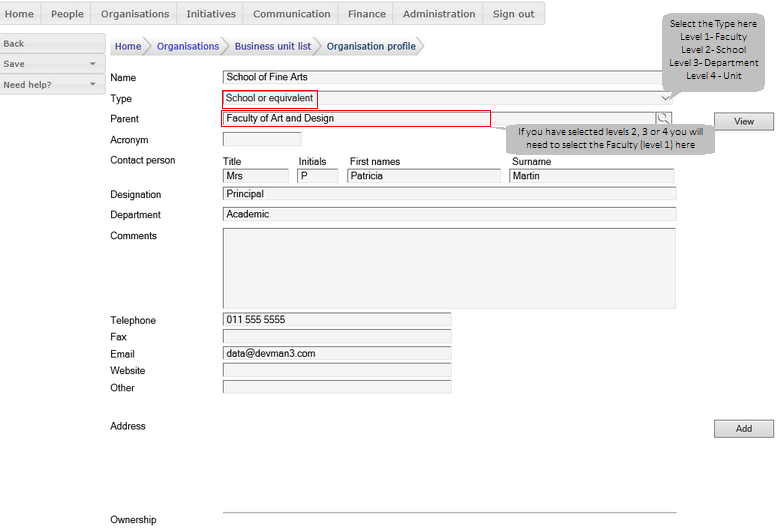 Home People Organisations Initiatives Communication Finance Administration Sign out
Back
Save
Need help?
Home Organisations Business unit list Organisation profile
Select the Type here
Level 1- Faculty
Level 2- School
Level 3- Department
Level 4 - Unit
Name School of Fine Arts
Type School or equivalent
Parent Faculty of Art and Design View
If you have selected levels 2, 3 or 4 you will
need to select the Faculty (level 1) here
Acronym
Contact person Title Initials First names Surname
Mrs P Patricia Martin
Designation Principal
Department Academic
Comments
Telephone 011 555 5555
Fax
Email data@devman3.com
Website
Other
Address Add
Ownership